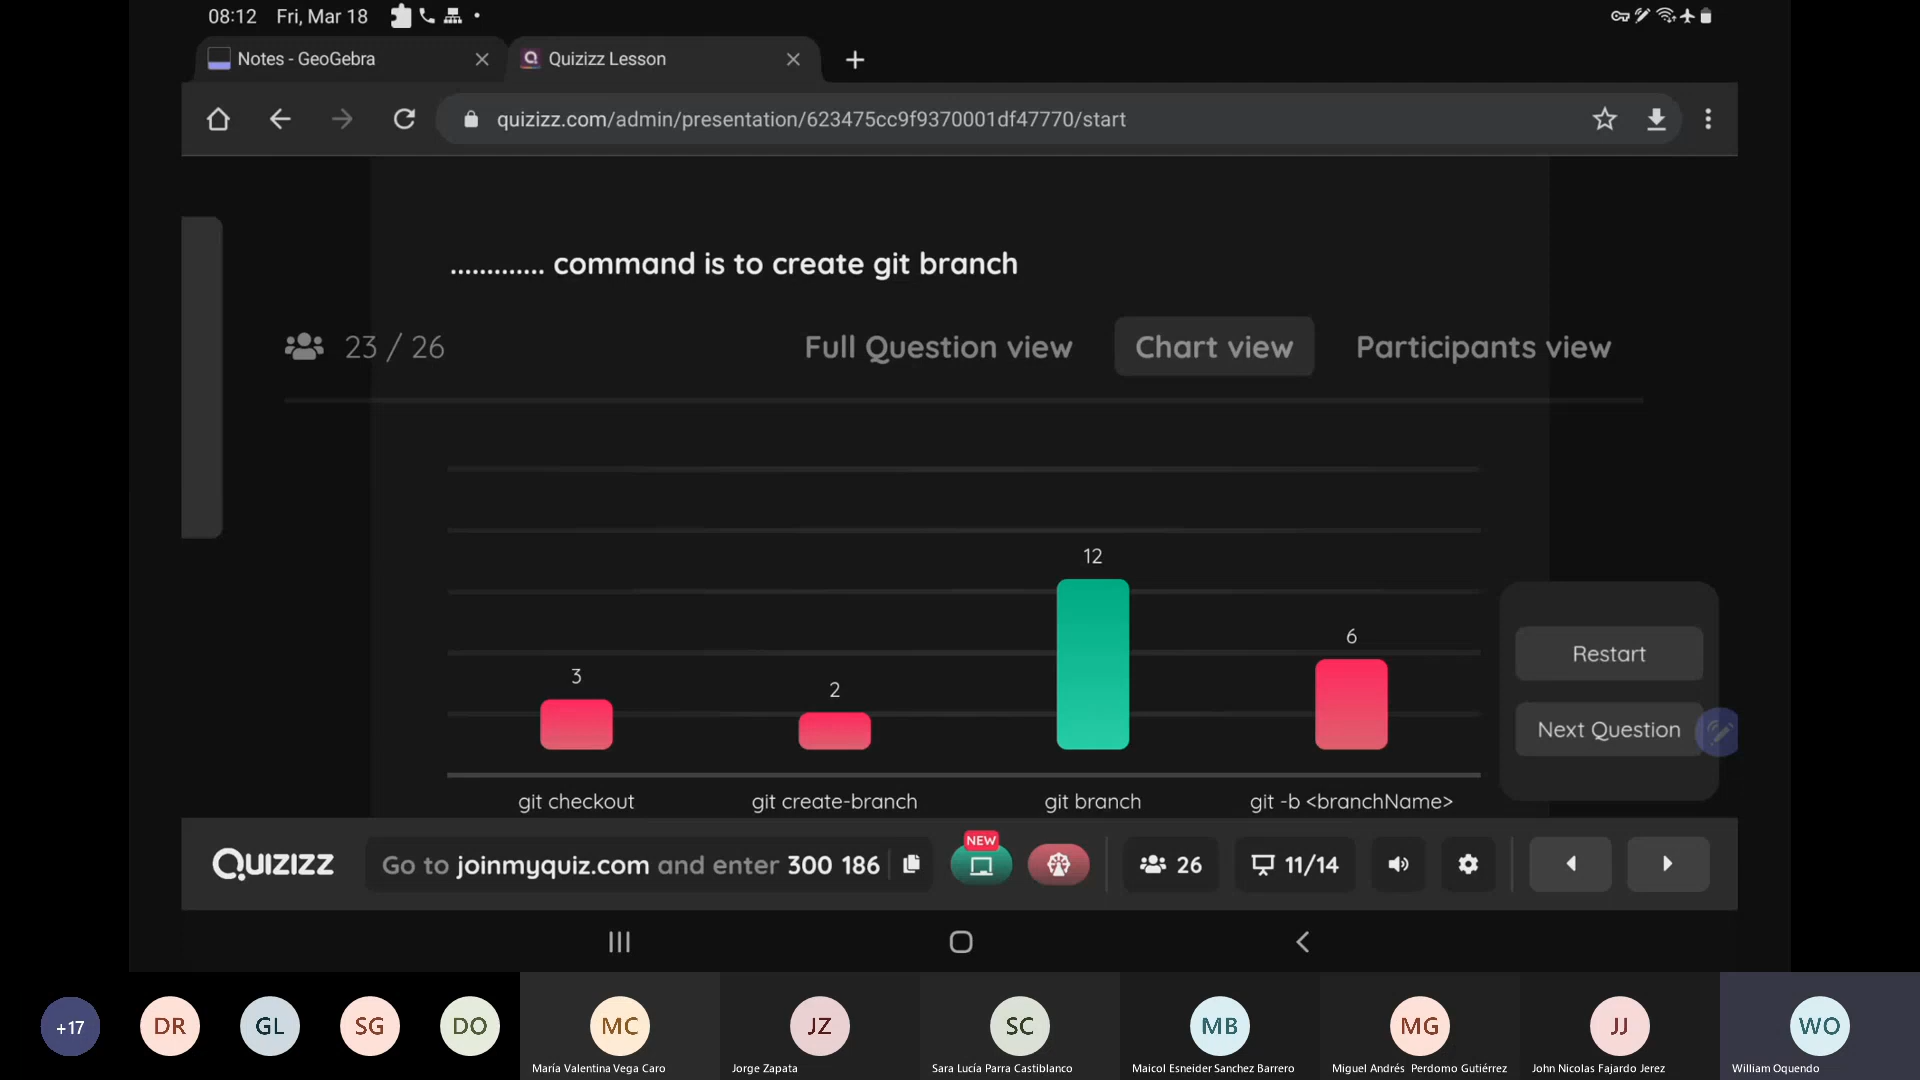 08:12 Fri, Mar 18
Notes - GeoGebra
Quizizz Lesson
quizizz.com/admin/presentation/623475cc9f9370001df47770/start
............. command is to create git branch
23 / 26
Full Question view
Chart view
Participants view
12
6
3
2
Restart
Next Question
git checkout
git create-branch
git branch
git -b <branchName>
Quizizz
Go to joinmyquiz.com and enter 300 186
NEW
26
11/14
+17
DR
GL
SG
DO
MC
JZ
SC
MB
MG
JJ
WO
María Valentina Vega Caro
Jorge Zapata
Sara Lucía Parra Castiblanco
Maicol Esneider Sanchez Barrero
Miguel Andrés Perdomo Gutiérrez
John Nicolas Fajardo Jerez
William Oquendo